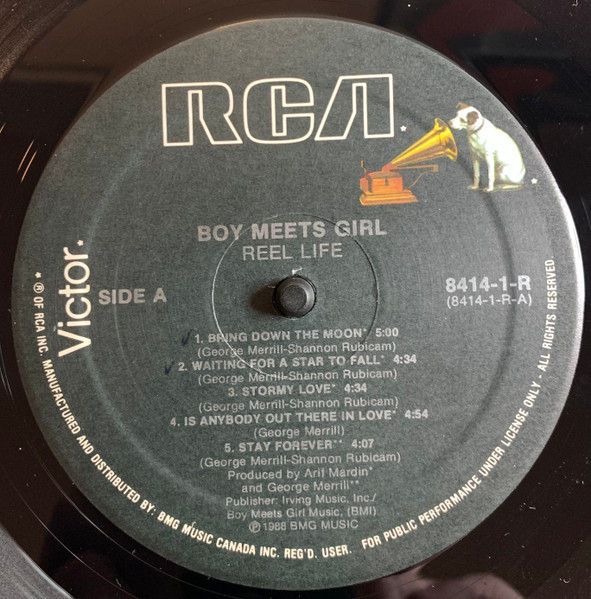 RCA
BOY MEETS GIRL
REEL LIFE
Victor.
SIDE A
8414-1-R
(8414-1-R-A)
1. BRING DOWN THE MOON* 5:00
(George Merrill-Shannon Rubicam)
2. WAITING FOR A STAR TO FALL* 4:34
(George Merrill-Shannon Rubicam)
3. STORMY LOVE* 4:34
(George Merrill-Shannon Rubicam)
4. IS ANYBODY OUT THERE IN LOVE* 4:54
(George Merrill)
5. STAY FOREVER** 4:07
(George Merrill-Shannon Rubicam)
Produced by Arif Mardin*
and George Merrill**
Publisher: Irving Music, Inc./
Boy Meets Girl Music, (BMI)
℗ 1988 BMG MUSIC
* ® OF RCA INC. MANUFACTURED AND DISTRIBUTED BY: BMG MUSIC CANADA INC. REG'D. USER. FOR PUBLIC PERFORMANCE UNDER LICENSE ONLY - ALL RIGHTS RESERVED.